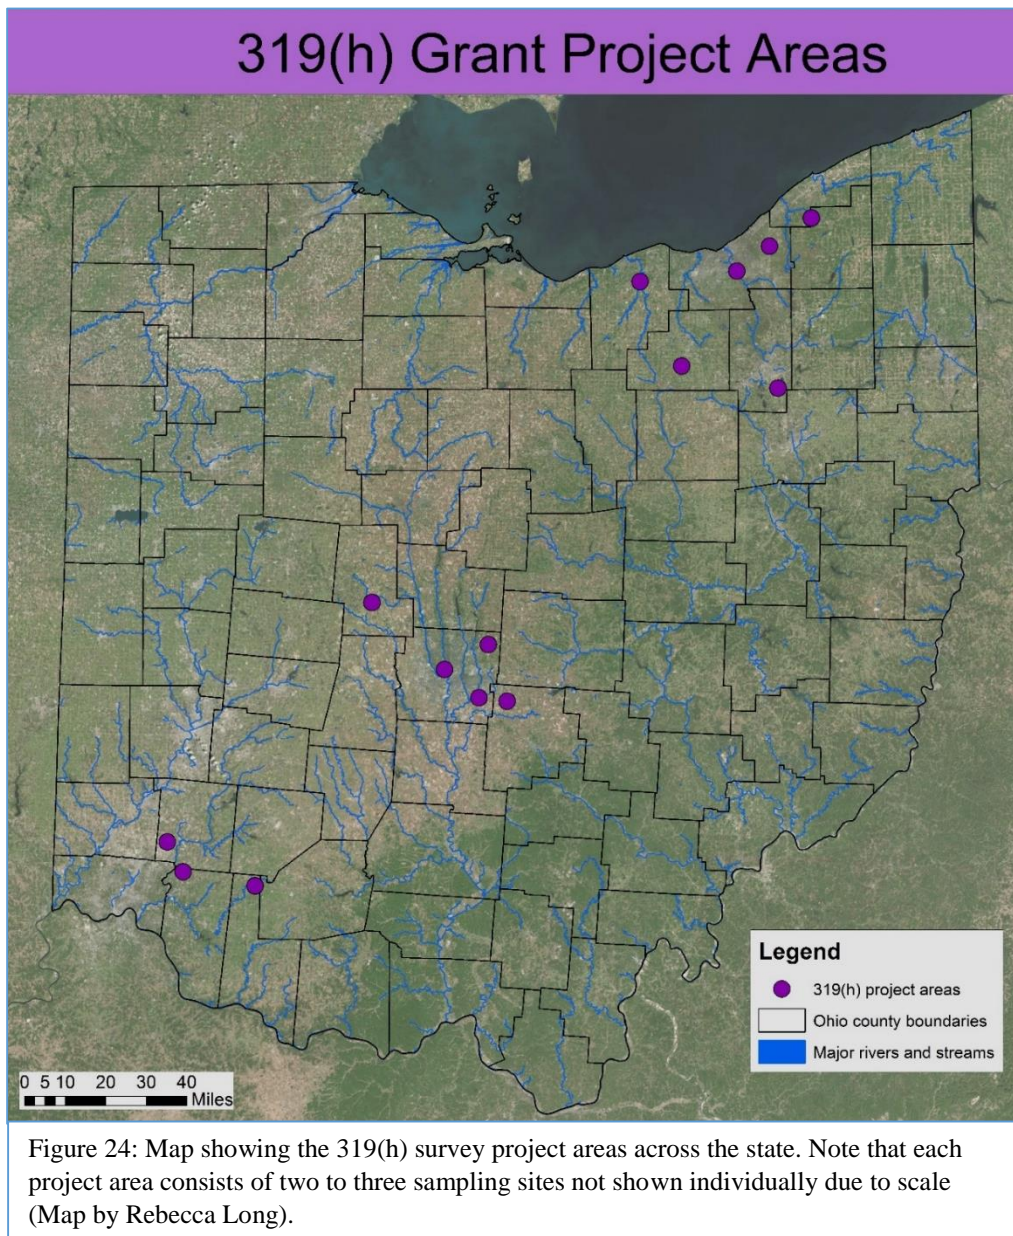 319(h) Grant Project Areas
Legend
319(h) project areas
Ohio county boundaries
Major rivers and streams
0 5 10 20 30 40
Miles
Figure 24: Map showing the 319(h) survey project areas across the state. Note that each
project area consists of two to three sampling sites not shown individually due to scale
(Map by Rebecca Long).